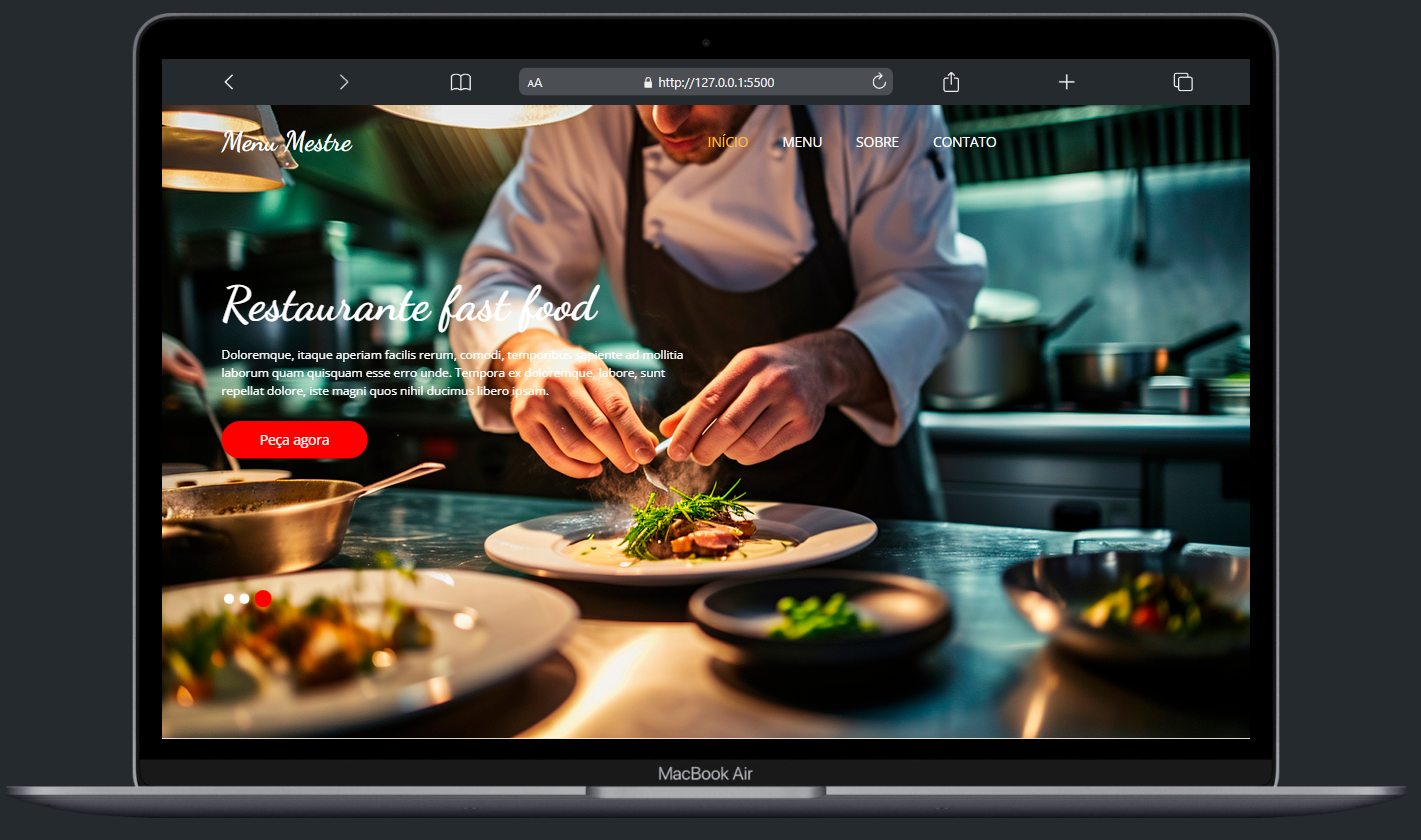 AA
http://127.0.0.1:5500
Menu Mestre
INÍCIO MENU SOBRE CONTATO
Restaurante fast food
Doloremque, itaque aperiam facilis rerum, comodi, temporibus sapiente ad mollitia
laborum quam quisquam esse erro unde. Tempora ex doloremque, labore, sunt
repellat dolore, iste magni quos nihil ducimus libero ipsam.
Peça agora
MacBook Air